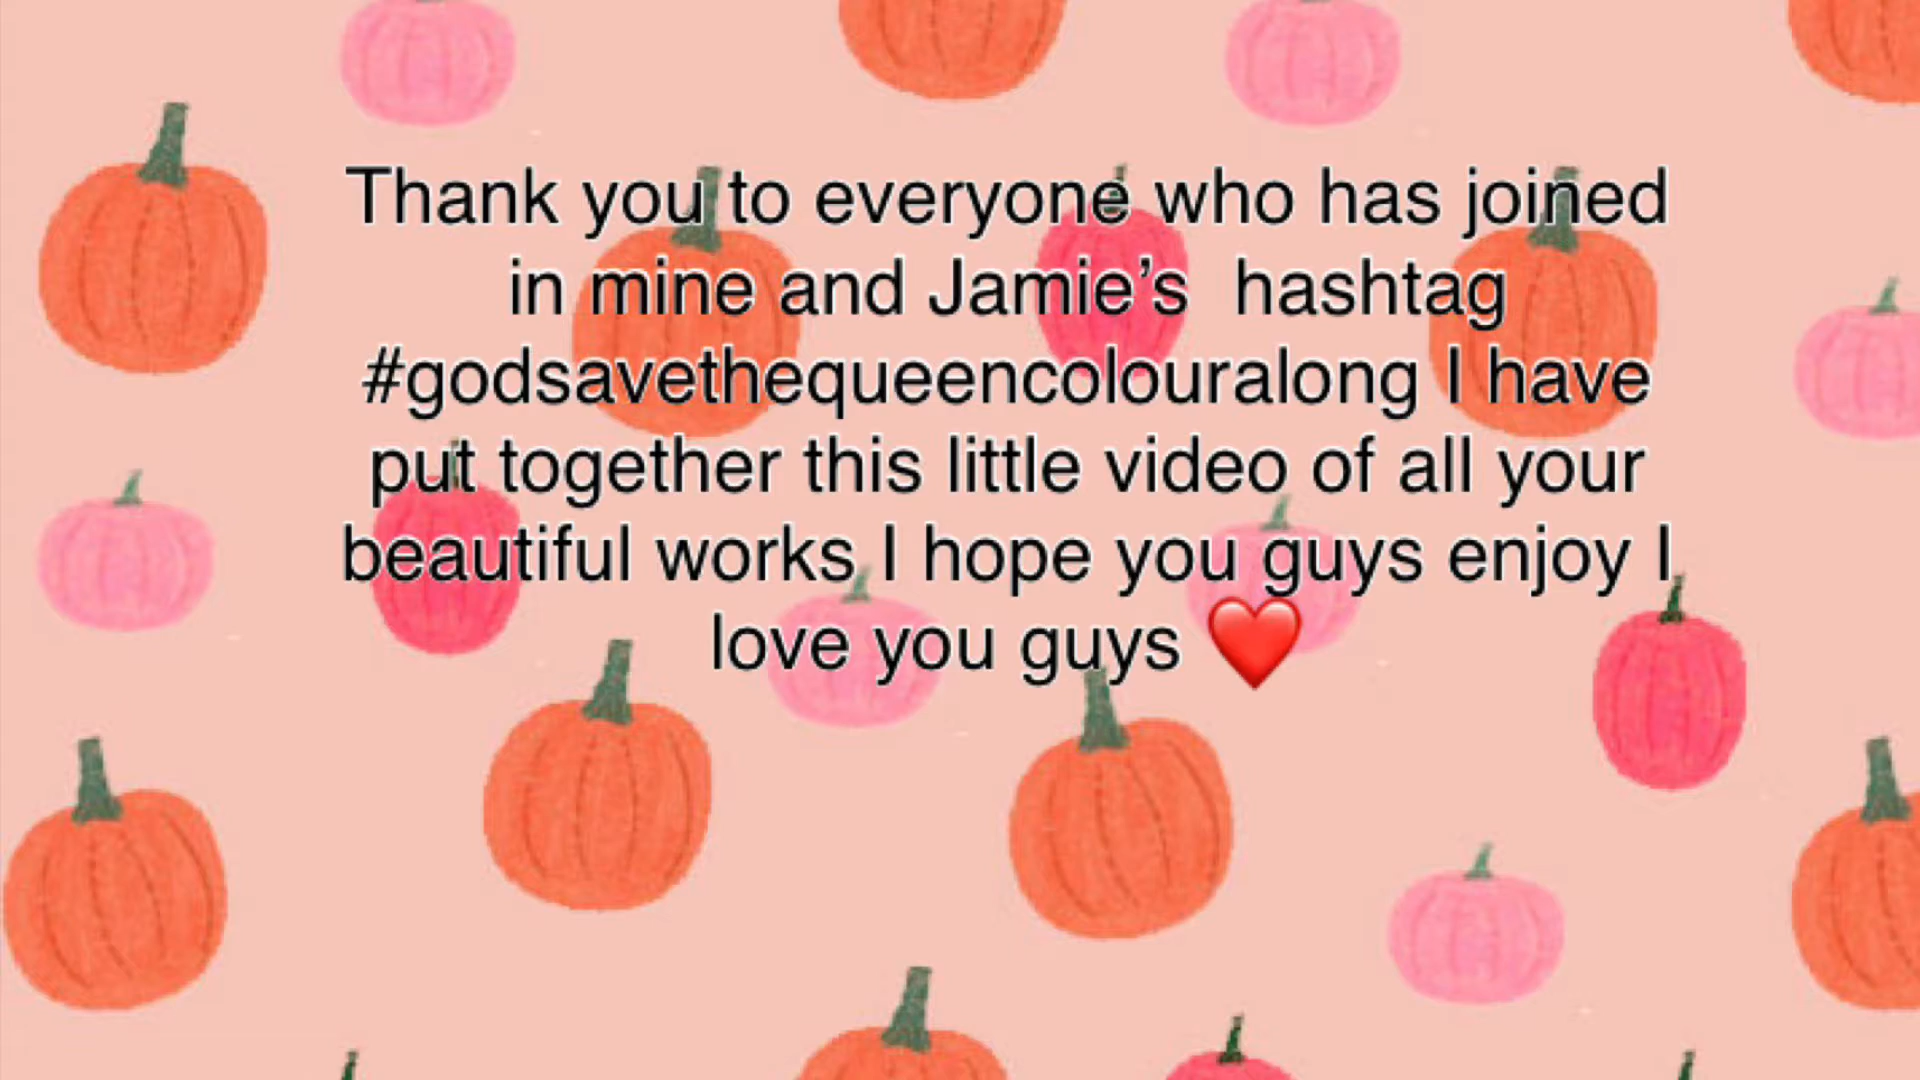 Thank you to everyone who has joined
in mine and Jamie’s  hashtag
#godsavethequeencolouralong I have
put together this little video of all your
beautiful works I hope you guys enjoy I
love you guys ❤️